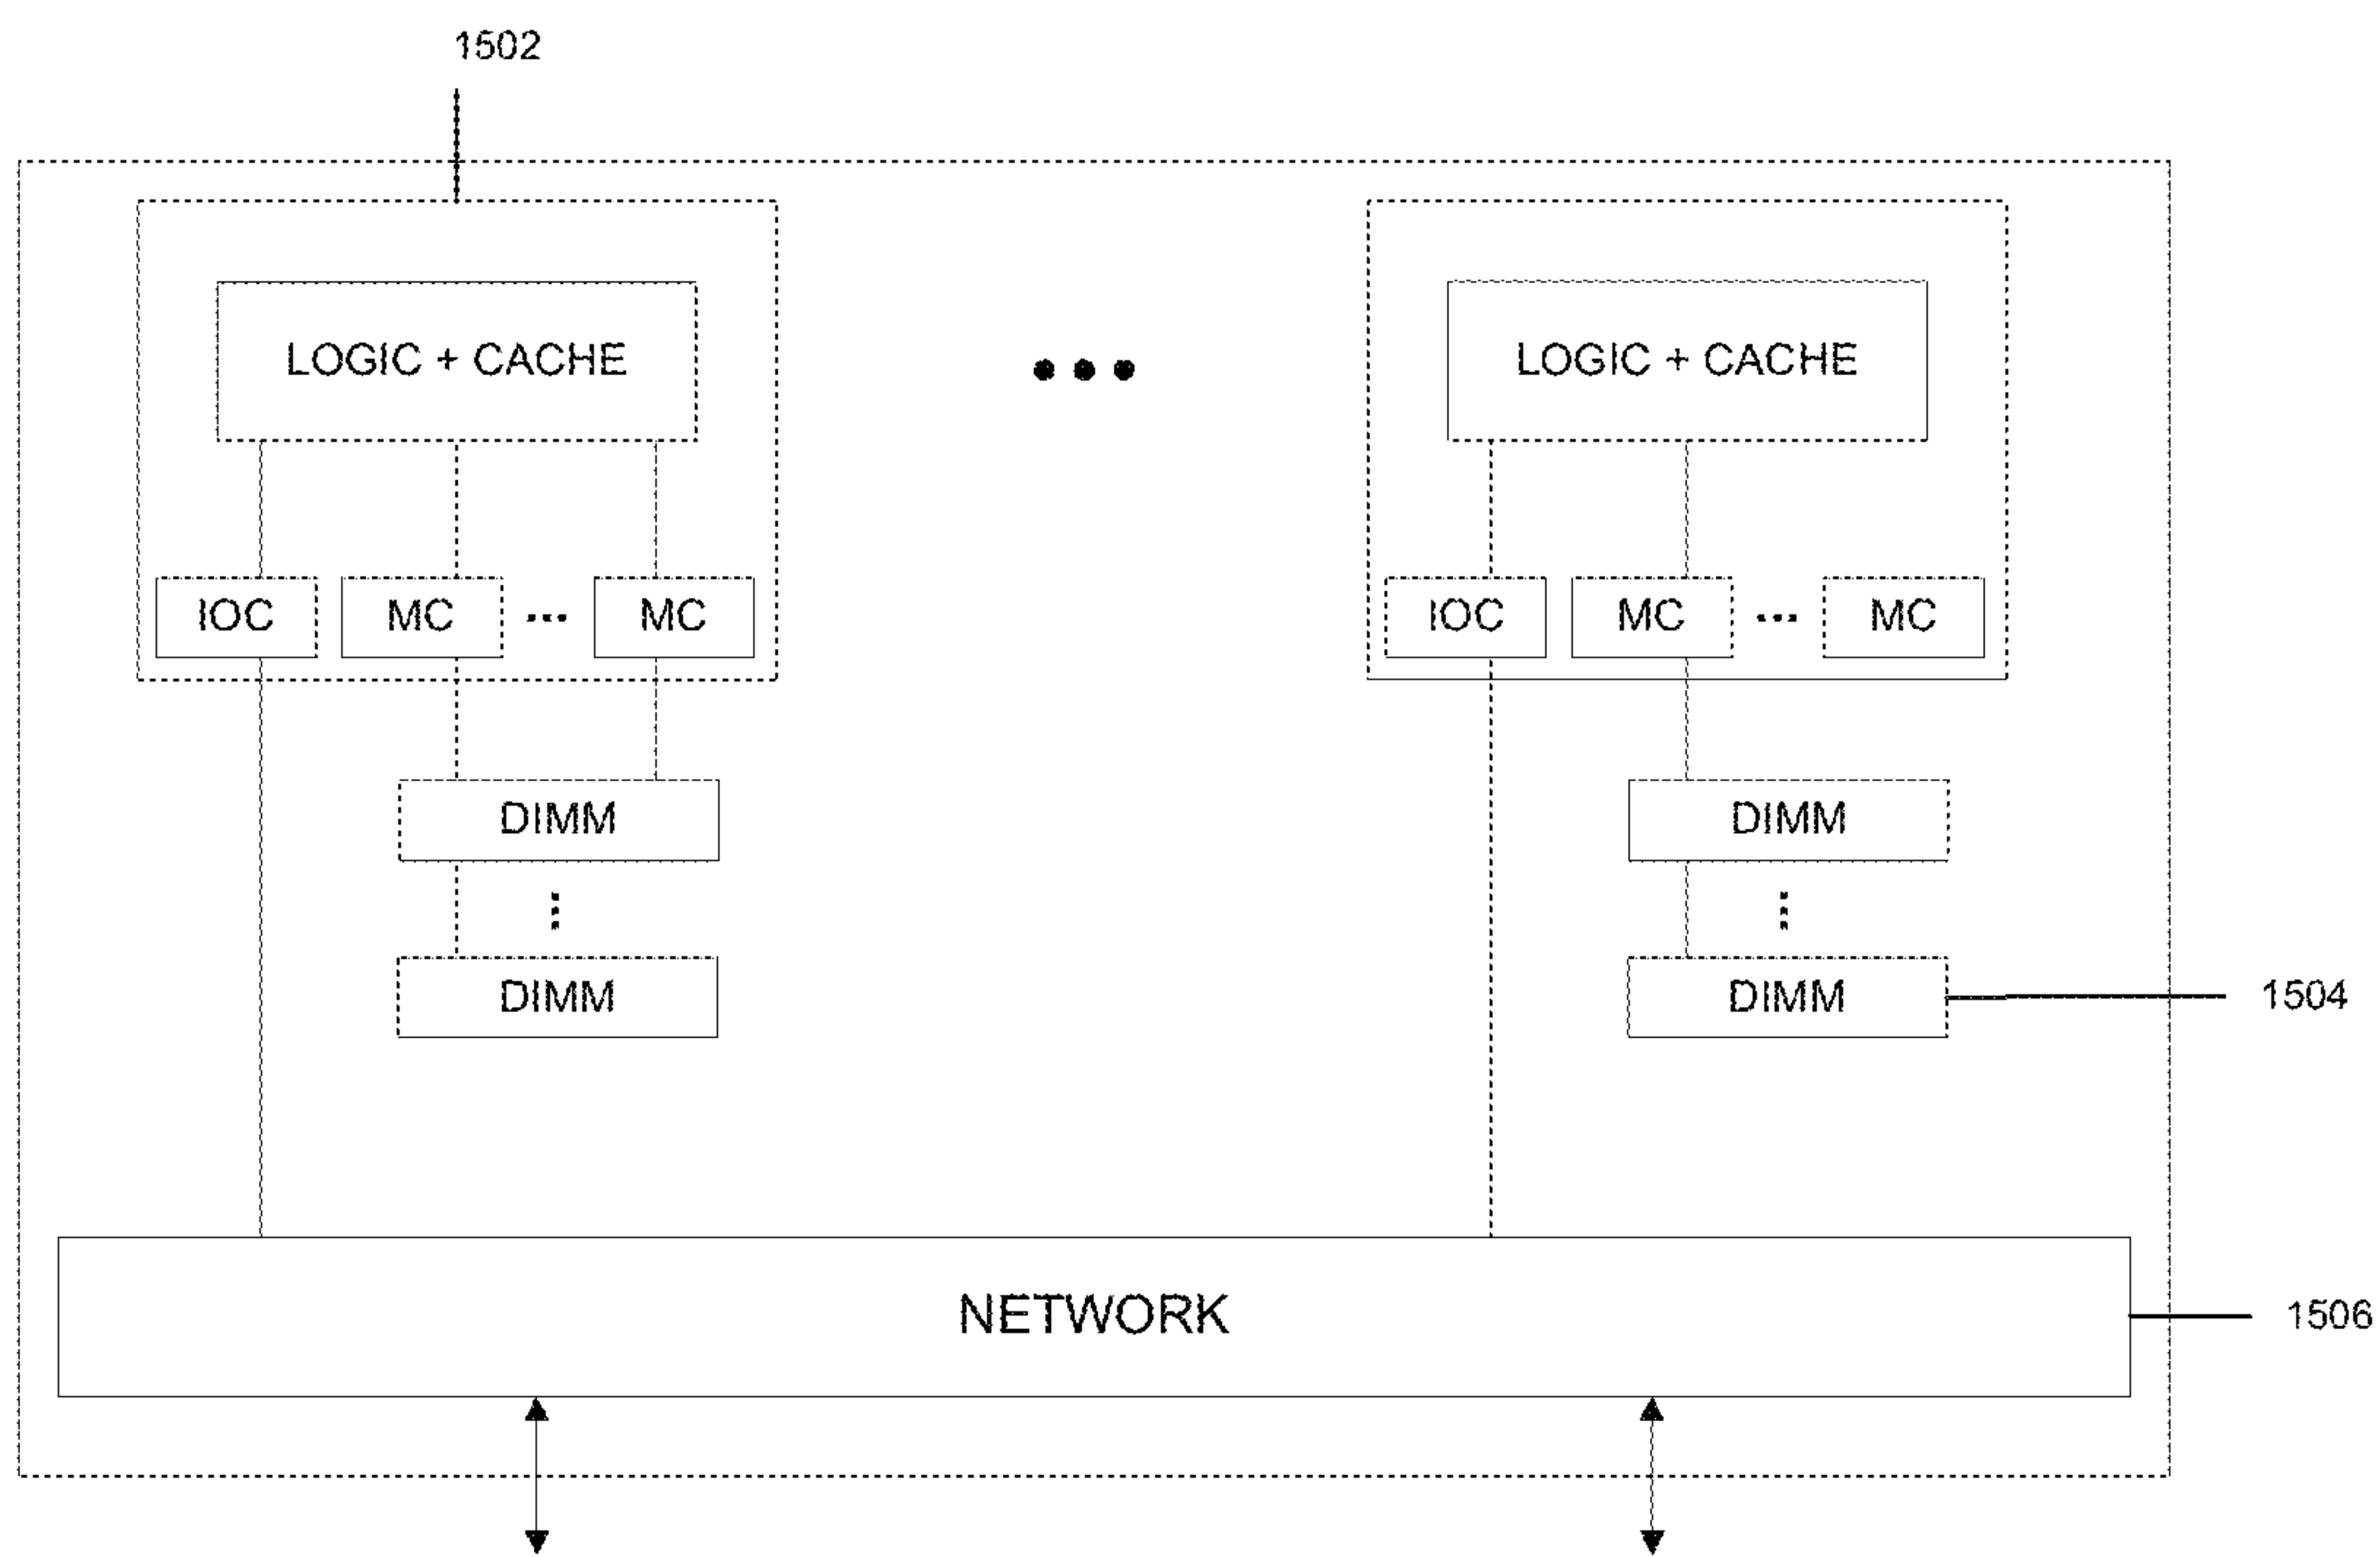 1502
LOGIC + CACHE
LOGIC + CACHE
IOC MC ... MC
IOC MC ... MC
DIMM
DIMM
DIMM
DIMM
1504
NETWORK
1506